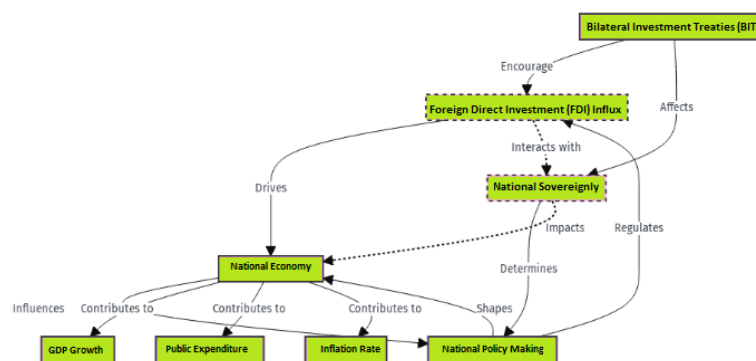 Bilateral Investment Treaties (BIT
Encourage
Foreign Direct Investment (FDI) Influx
Affects
Interacts with
National Sovereignly
Drives
Impacts
Regulates
National Economy
Determines
Influences
Contributes to
Contributes to
Contributes to
Shapes
GDP Growth
Public Expenditure
Inflation Rate
National Policy Making